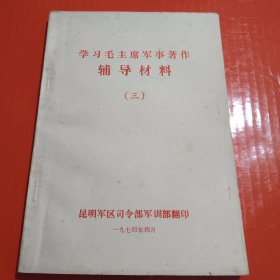 学习毛主席军事著作
辅导材料
（三）
昆明军区司令部军训部翻印
一九七四年四月